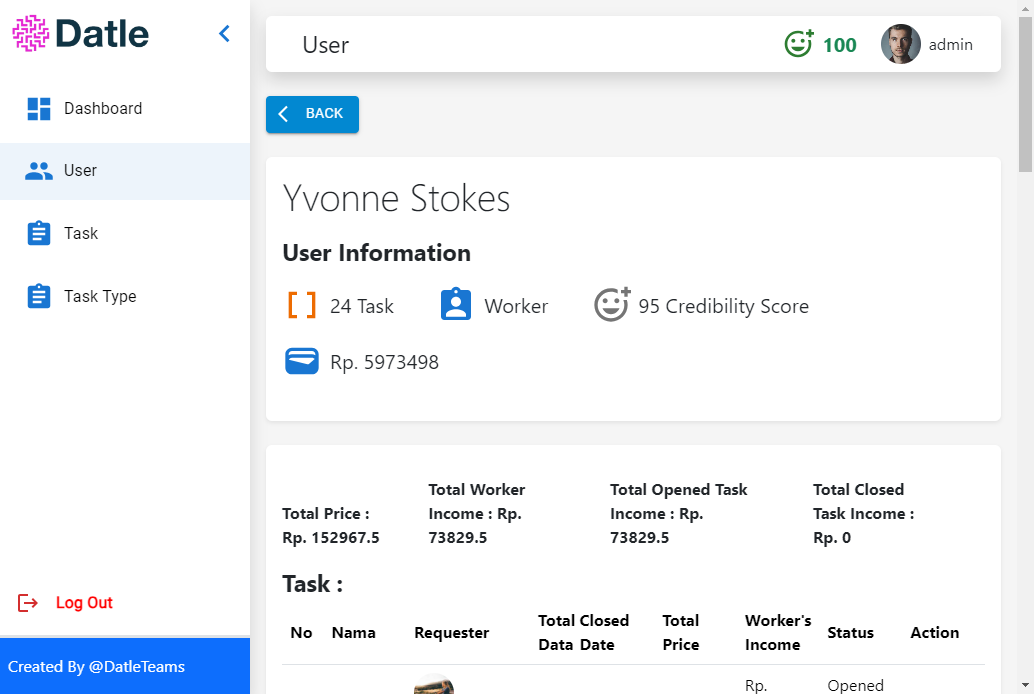 Datle
Dashboard
User
Task
Task Type
Log Out
Created By @DatleTeams
User
100
admin
BACK
Yvonne Stokes
User Information
24 Task
Worker
95 Credibility Score
Rp. 5973498
Total Price :
Rp. 152967.5
Total Worker
Income : Rp.
73829.5
Total Opened Task
Income : Rp.
73829.5
Total Closed
Task Income :
Rp. 0
Task :
No
Nama
Requester
Total
Data
Closed
Date
Total
Price
Worker's
Income
Status
Action
Rp.
Opened